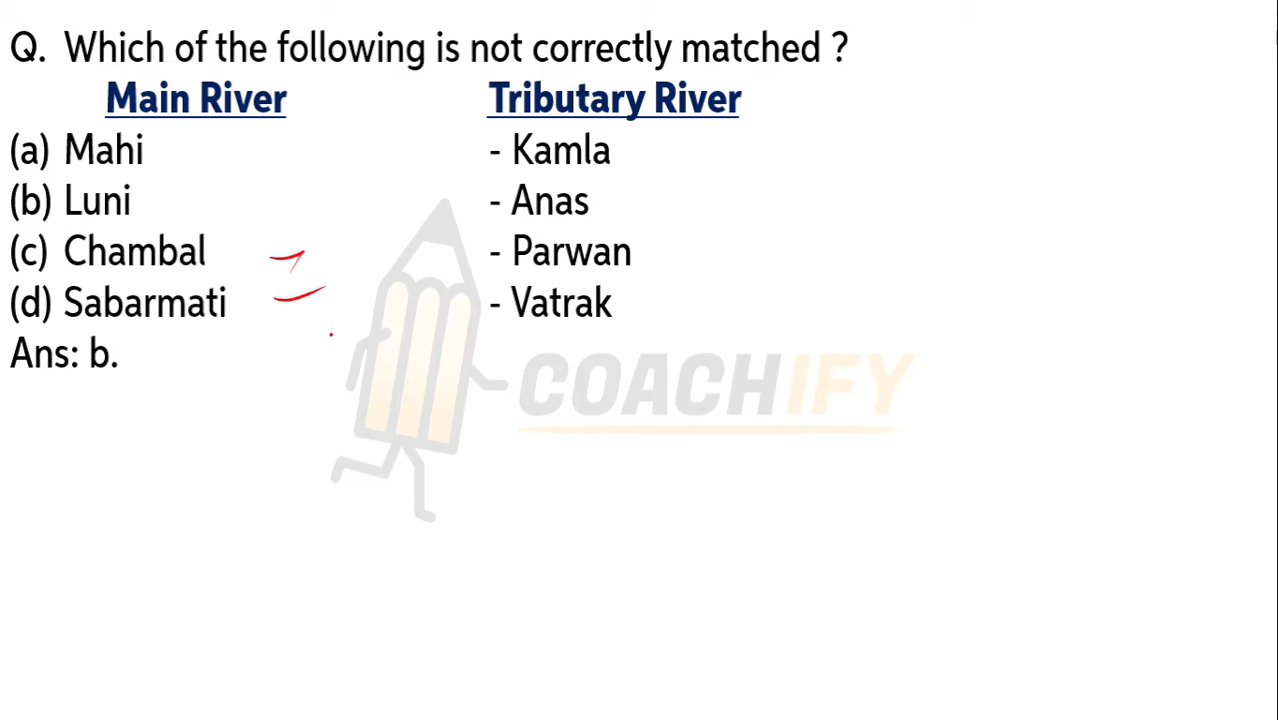 Q. Which of the following is not correctly matched ?
Main River Tributary River
(a) Mahi - Kamla
(b) Luni - Anas
(c) Chambal - Parwan
(d) Sabarmati - Vatrak
Ans: b.
COACHIFY